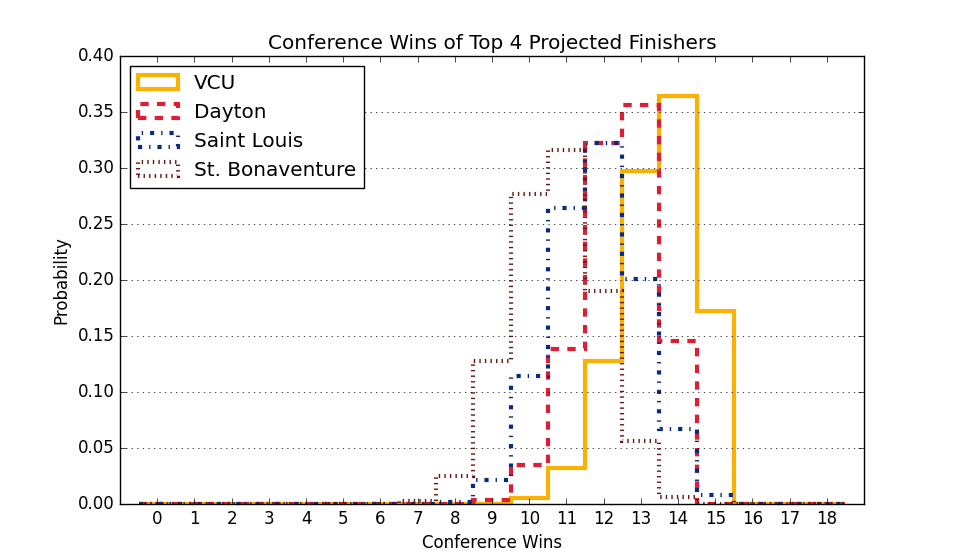 Conference Wins of Top 4 Projected Finishers
0.40
0.35
0.30
0.25
0.20
0.15
0.10
0.05
0.00
Probability
VCU
Dayton
Saint Louis
St. Bonaventure
0 1 2 3 4 5 6 7 8 9 10 11 12 13 14 15 16 17 18
Conference Wins